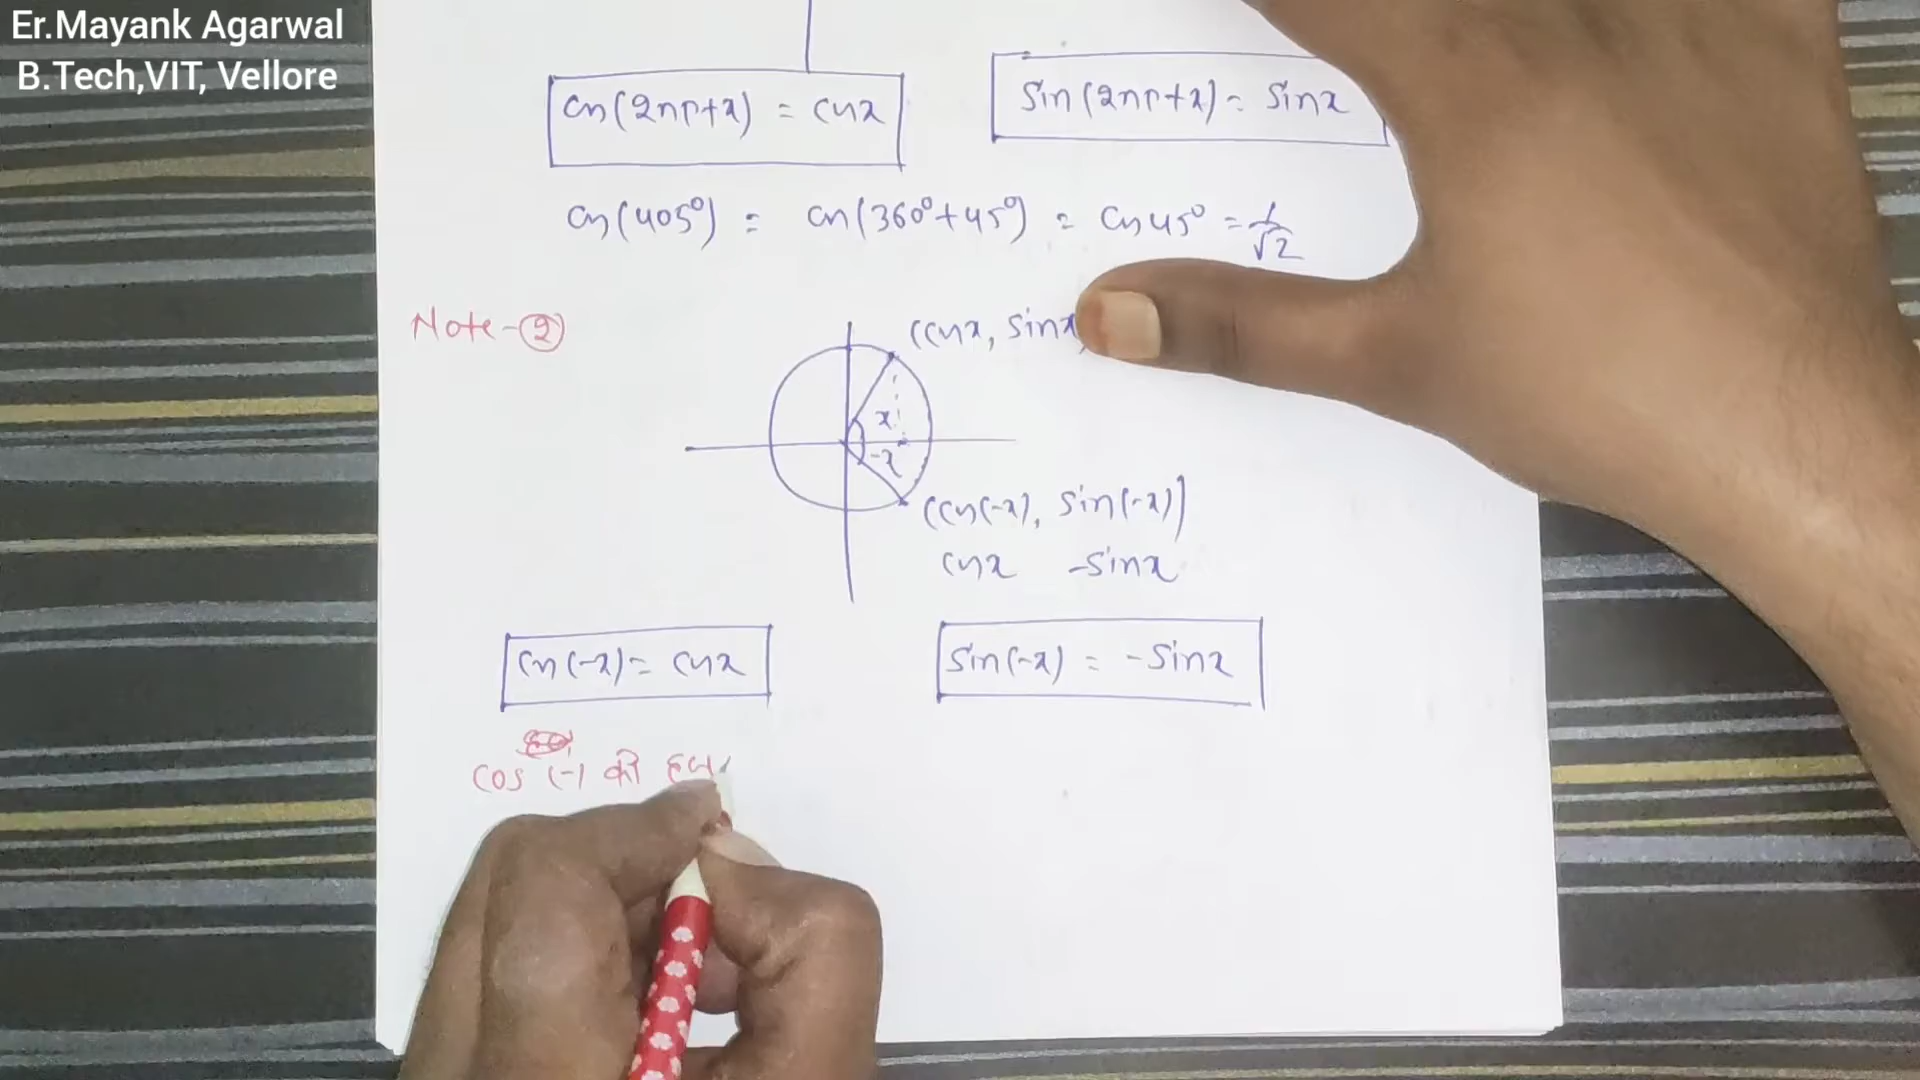 Er.Mayank Agarwal
B.Tech,VIT, Vellore
cos(2nπ+x) = cosx
sin(2nπ+x) = sinx
cos(405°) = cos(360°+45°) = cos45° = 1/√2
Note-②
(cosx, sinx
x
-x
(cos(-x), sin(-x))
cosx -sinx
cos(-x) = cosx
sin(-x) = -sinx
cos (-) को